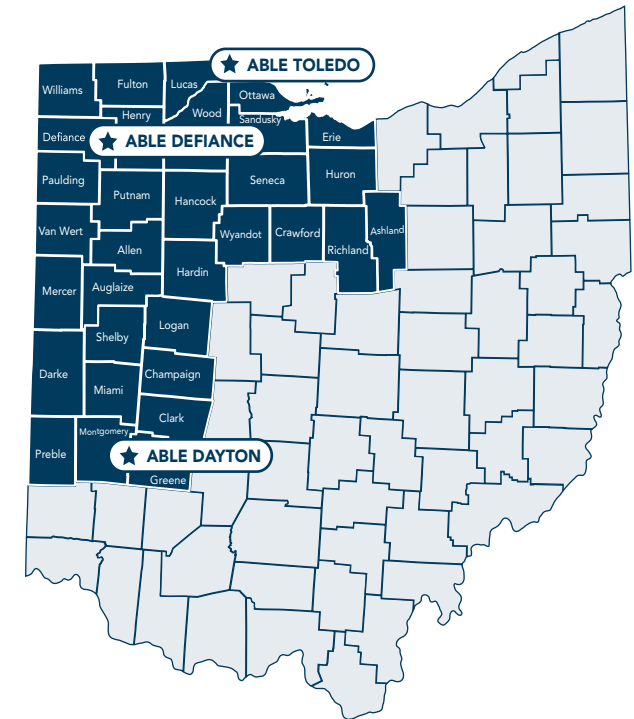 ABLE TOLEDO
Williams
Fulton
Lucas
Ottawa
Henry
Wood
Sandusky
Defiance
ABLE DEFIANCE
Erie
Paulding
Putnam
Hancock
Seneca
Huron
Van Wert
Allen
Wyandot
Crawford
Richland
Ashland
Hardin
Mercer
Auglaize
Logan
Shelby
Darke
Miami
Champaign
Clark
Montgomery
Preble
ABLE DAYTON
Greene